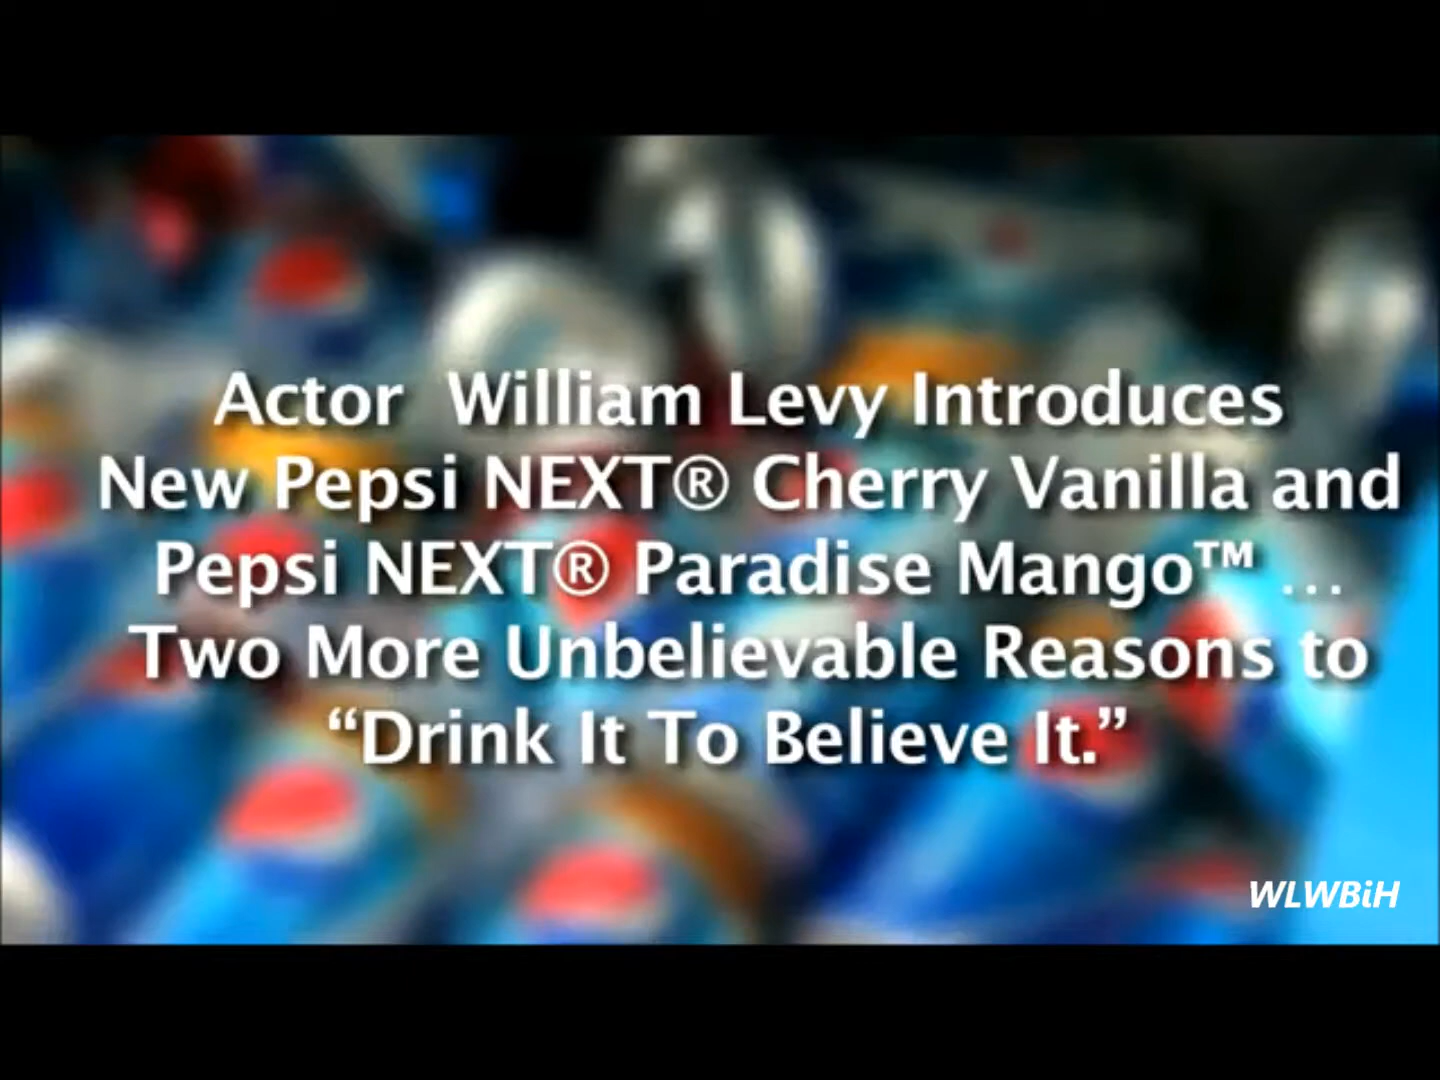 Actor  William Levy Introduces
New Pepsi NEXT® Cherry Vanilla and
Pepsi NEXT® Paradise Mango™ ...
Two More Unbelievable Reasons to
“Drink It To Believe It.”
WLWBiH